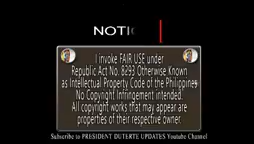 NOTIC
I invoke FAIR USE under
Republic Act No. 8293 Otherwise Known
as Intellectual Property Code of the Philippines
No Copyright Infringement intended.
All copyright works that may appear are
properties of their respective owner.
Subscribe to PRESIDENT DUTERTE UPDATES Youtube Channel